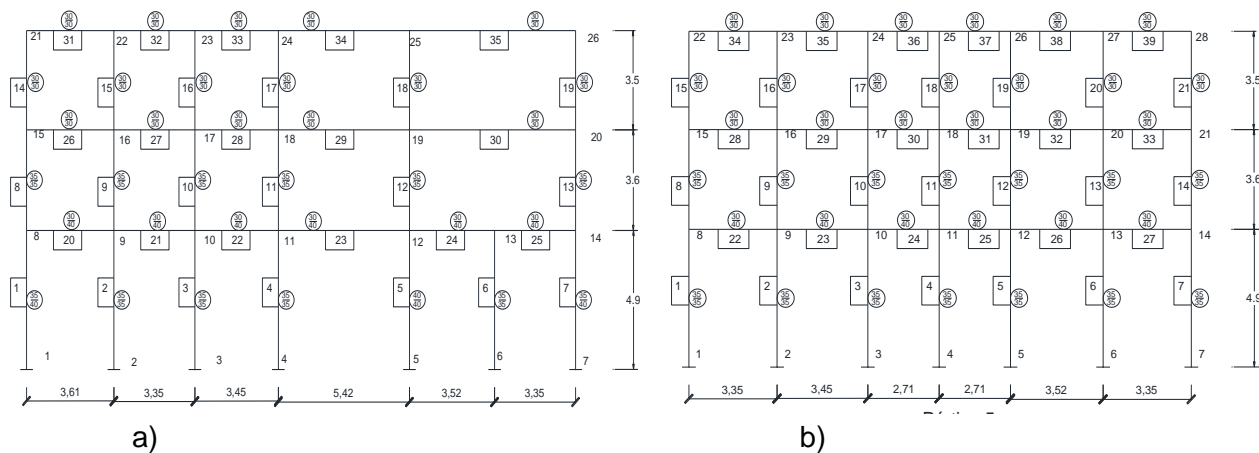 30 30 30 30 30
30 30 30 30 30
21 31 22 32 23 33 24 34 25 35 26
14 30 15 30 16 30 17 30 18 30 19 30 3.5
30 30 30 30 30 30
30 30 30 30 30
30 30 30 30 30
15 26 16 27 17 28 18 29 19 30 20
8 35 9 35 10 35 11 35 12 35 13 35 3.6
35 35 35 35 35 35
30 30 30 30 30 30
40 40 40 40 40 40
8 20 9 21 10 22 11 23 12 24 13 25 14
1 35 2 35 3 35 4 35 5 40 6 35 7 35 4.9
40 35 35 35 40 35 40
1 2 3 4 5 6 7
3,61 3,35 3,45 5,42 3,52 3,35
a)
30 30 30 30 30 30
30 30 30 30 30 30
22 34 23 35 24 36 25 37 26 38 27 39 28
15 30 16 30 17 30 18 30 19 30 20 30 21 30 3.5
30 30 30 30 30 30 30
30 30 30 30 30 30
30 30 30 30 30 30
15 28 16 29 17 30 18 31 19 32 20 33 21
8 35 9 35 10 35 11 35 12 35 13 35 14 35 3.6
35 35 35 35 35 35 35
30 30 30 30 30 30
40 40 40 40 40 40
8 22 9 23 10 24 11 25 12 26 13 27 14
1 35 2 35 3 35 4 35 5 35 6 35 7 35 4.9
35 35 35 35 35 35 35
1 2 3 4 5 6 7
3,35 3,45 2,71 2,71 3,52 3,35
b)